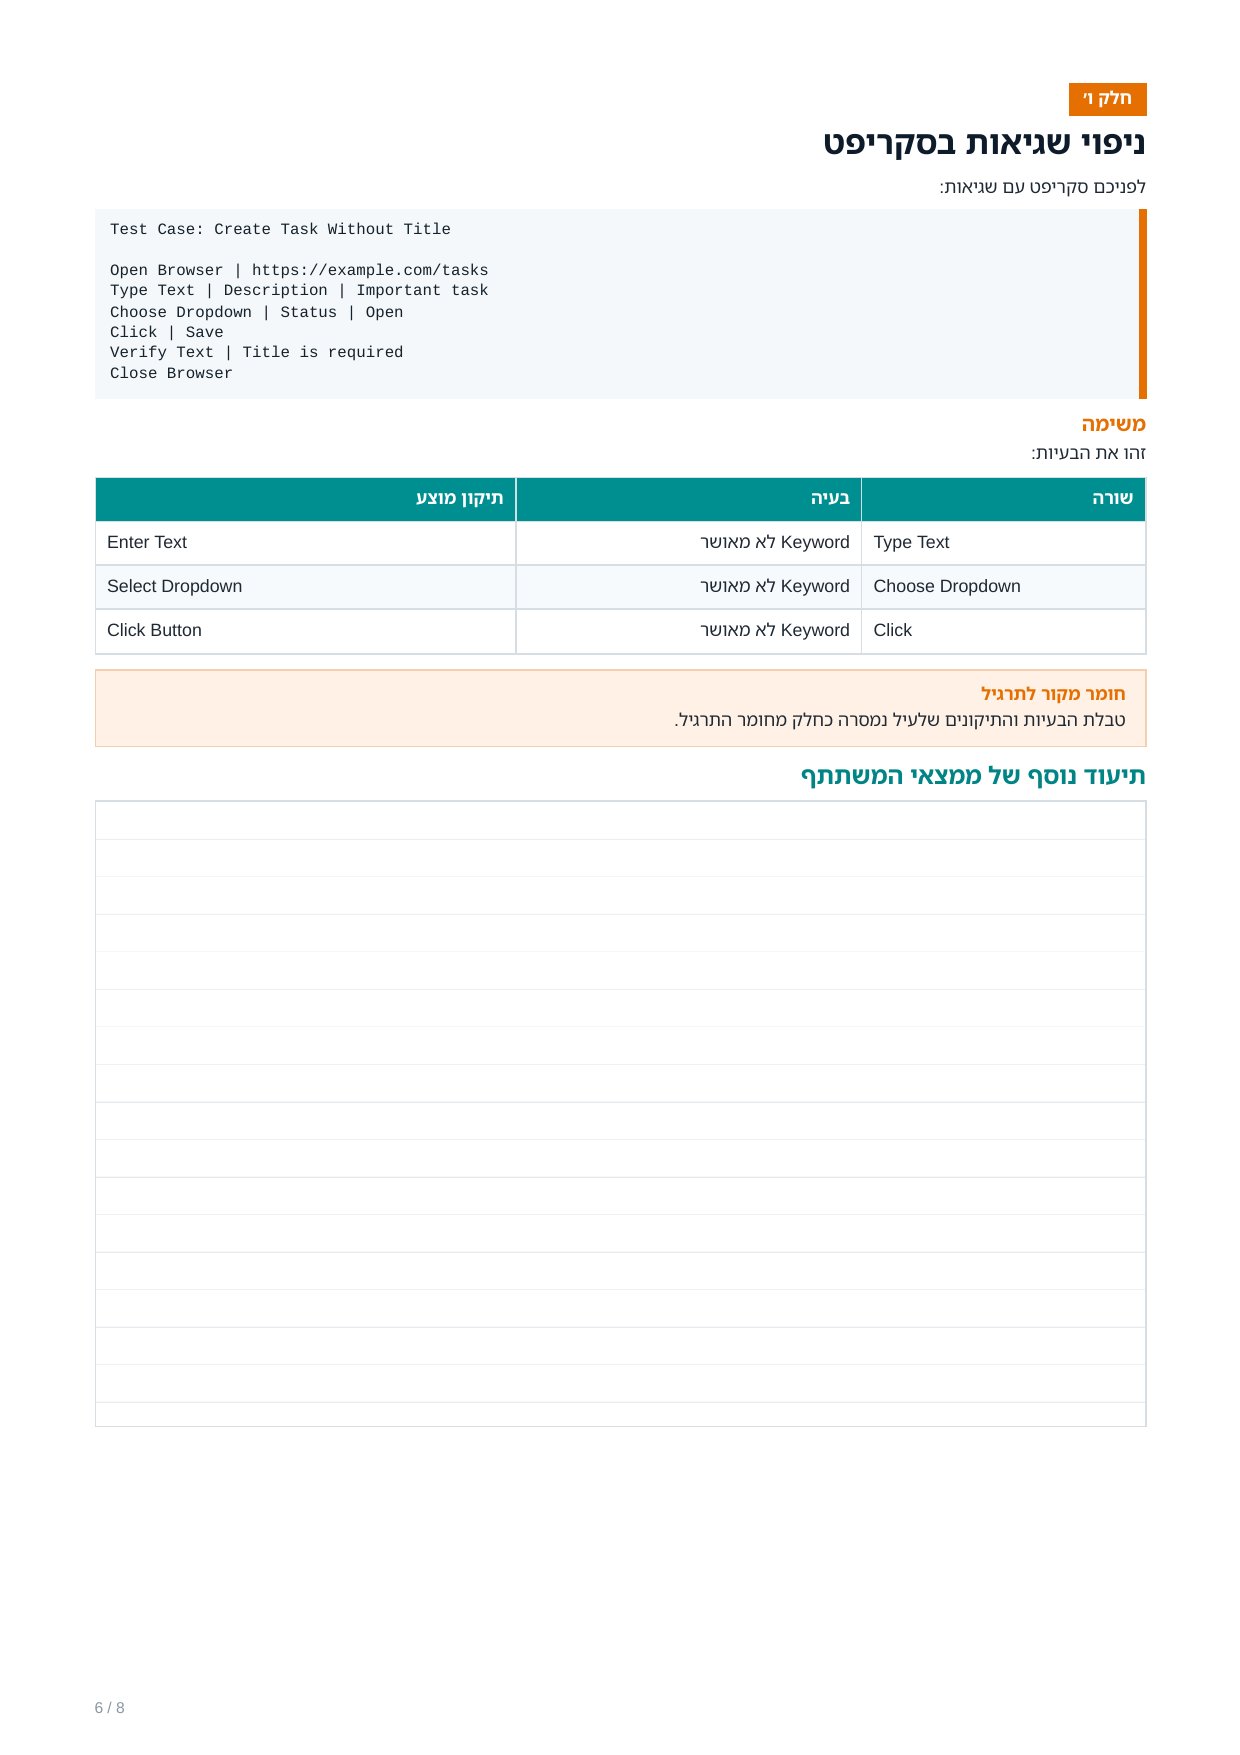 חלק ו׳
ניפוי שגיאות בסקריפט
לפניכם סקריפט עם שגיאות:
Test Case: Create Task Without Title
Open Browser | https://example.com/tasks
Type Text | Description | Important task
Choose Dropdown | Status | Open
Click | Save
Verify Text | Title is required
Close Browser
משימה
זהו את הבעיות:
שורה בעיה תיקון מוצע
Type Text Keyword לא מאושר Enter Text
Choose Dropdown Keyword לא מאושר Select Dropdown
Click Keyword לא מאושר Click Button
חומר מקור לתרגיל
טבלת הבעיות והתיקונים שלעיל נמסרה כחלק מחומר התרגיל.
תיעוד נוסף של ממצאי המשתתף
6 / 8